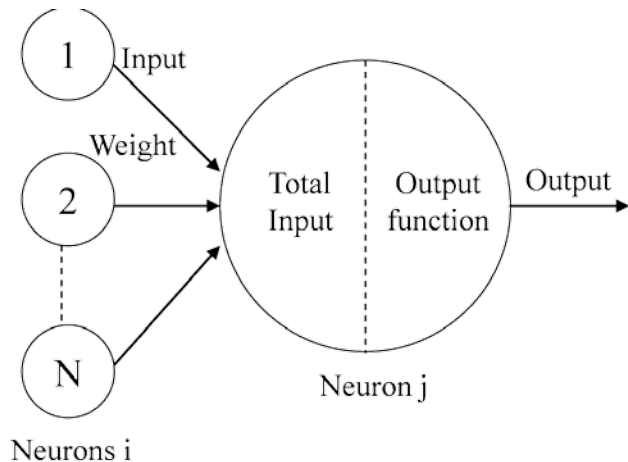 1
Input
Weight
2
Total
Input
Output
function
Output
N
Neuron j
Neurons i